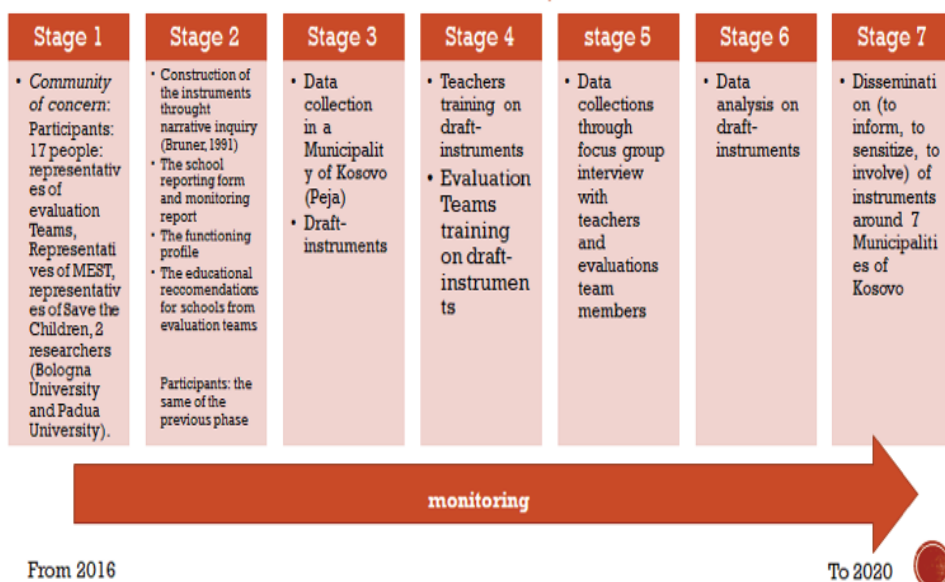 Stage 1
• Community
of concern:
Participants:
17 people:
representativ
es of
evaluation
Teams,
Representati
ves of MEST,
representativ
es of Save the
Children, 2
researchers
(Bologna
University
and Padua
University).
Stage 2
• Construction of
the instruments
throught
narrative inquiry
(Bruner, 1991)
• The school
reporting form
and monitoring
report
• The functioning
profile
• The educational
reccomendations
for schools from
evaluation teams
Participants: the
same of the
previous phase
Stage 3
• Data
collection
in a
Municipalit
y of Kosovo
(Peja)
• Draft-
instruments
Stage 4
• Teachers
training on
draft-
instruments
• Evaluation
Teams
training
on draft-
instrumen
ts
stage 5
• Data
collections
through
focus group
interview
with
teachers
and
evaluations
team
members
Stage 6
• Data
analysis on
draft-
instruments
Stage 7
• Disseminati
on (to
inform, to
sensitize, to
involve) of
instruments
around 7
Municipaliti
es of
Kosovo
monitoring
From 2016
To 2020